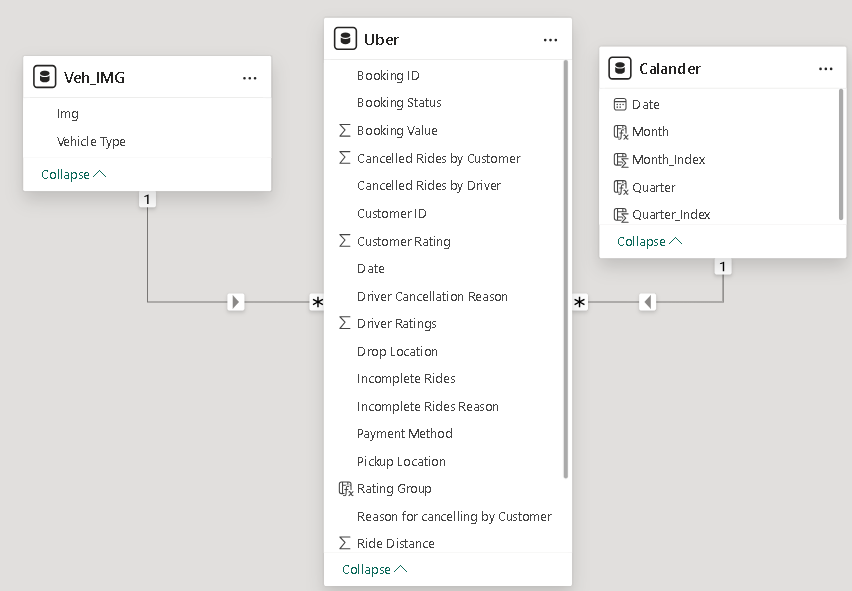 Veh_IMG
Img
Vehicle Type
Collapse
1
Uber
Booking ID
Booking Status
Booking Value
Cancelled Rides by Customer
Cancelled Rides by Driver
Customer ID
Customer Rating
Date
Driver Cancellation Reason
Driver Ratings
Drop Location
Incomplete Rides
Incomplete Rides Reason
Payment Method
Pickup Location
Rating Group
Reason for cancelling by Customer
Ride Distance
Collapse
*
*
Calander
Date
Month
Month_Index
Quarter
Quarter_Index
Collapse
1